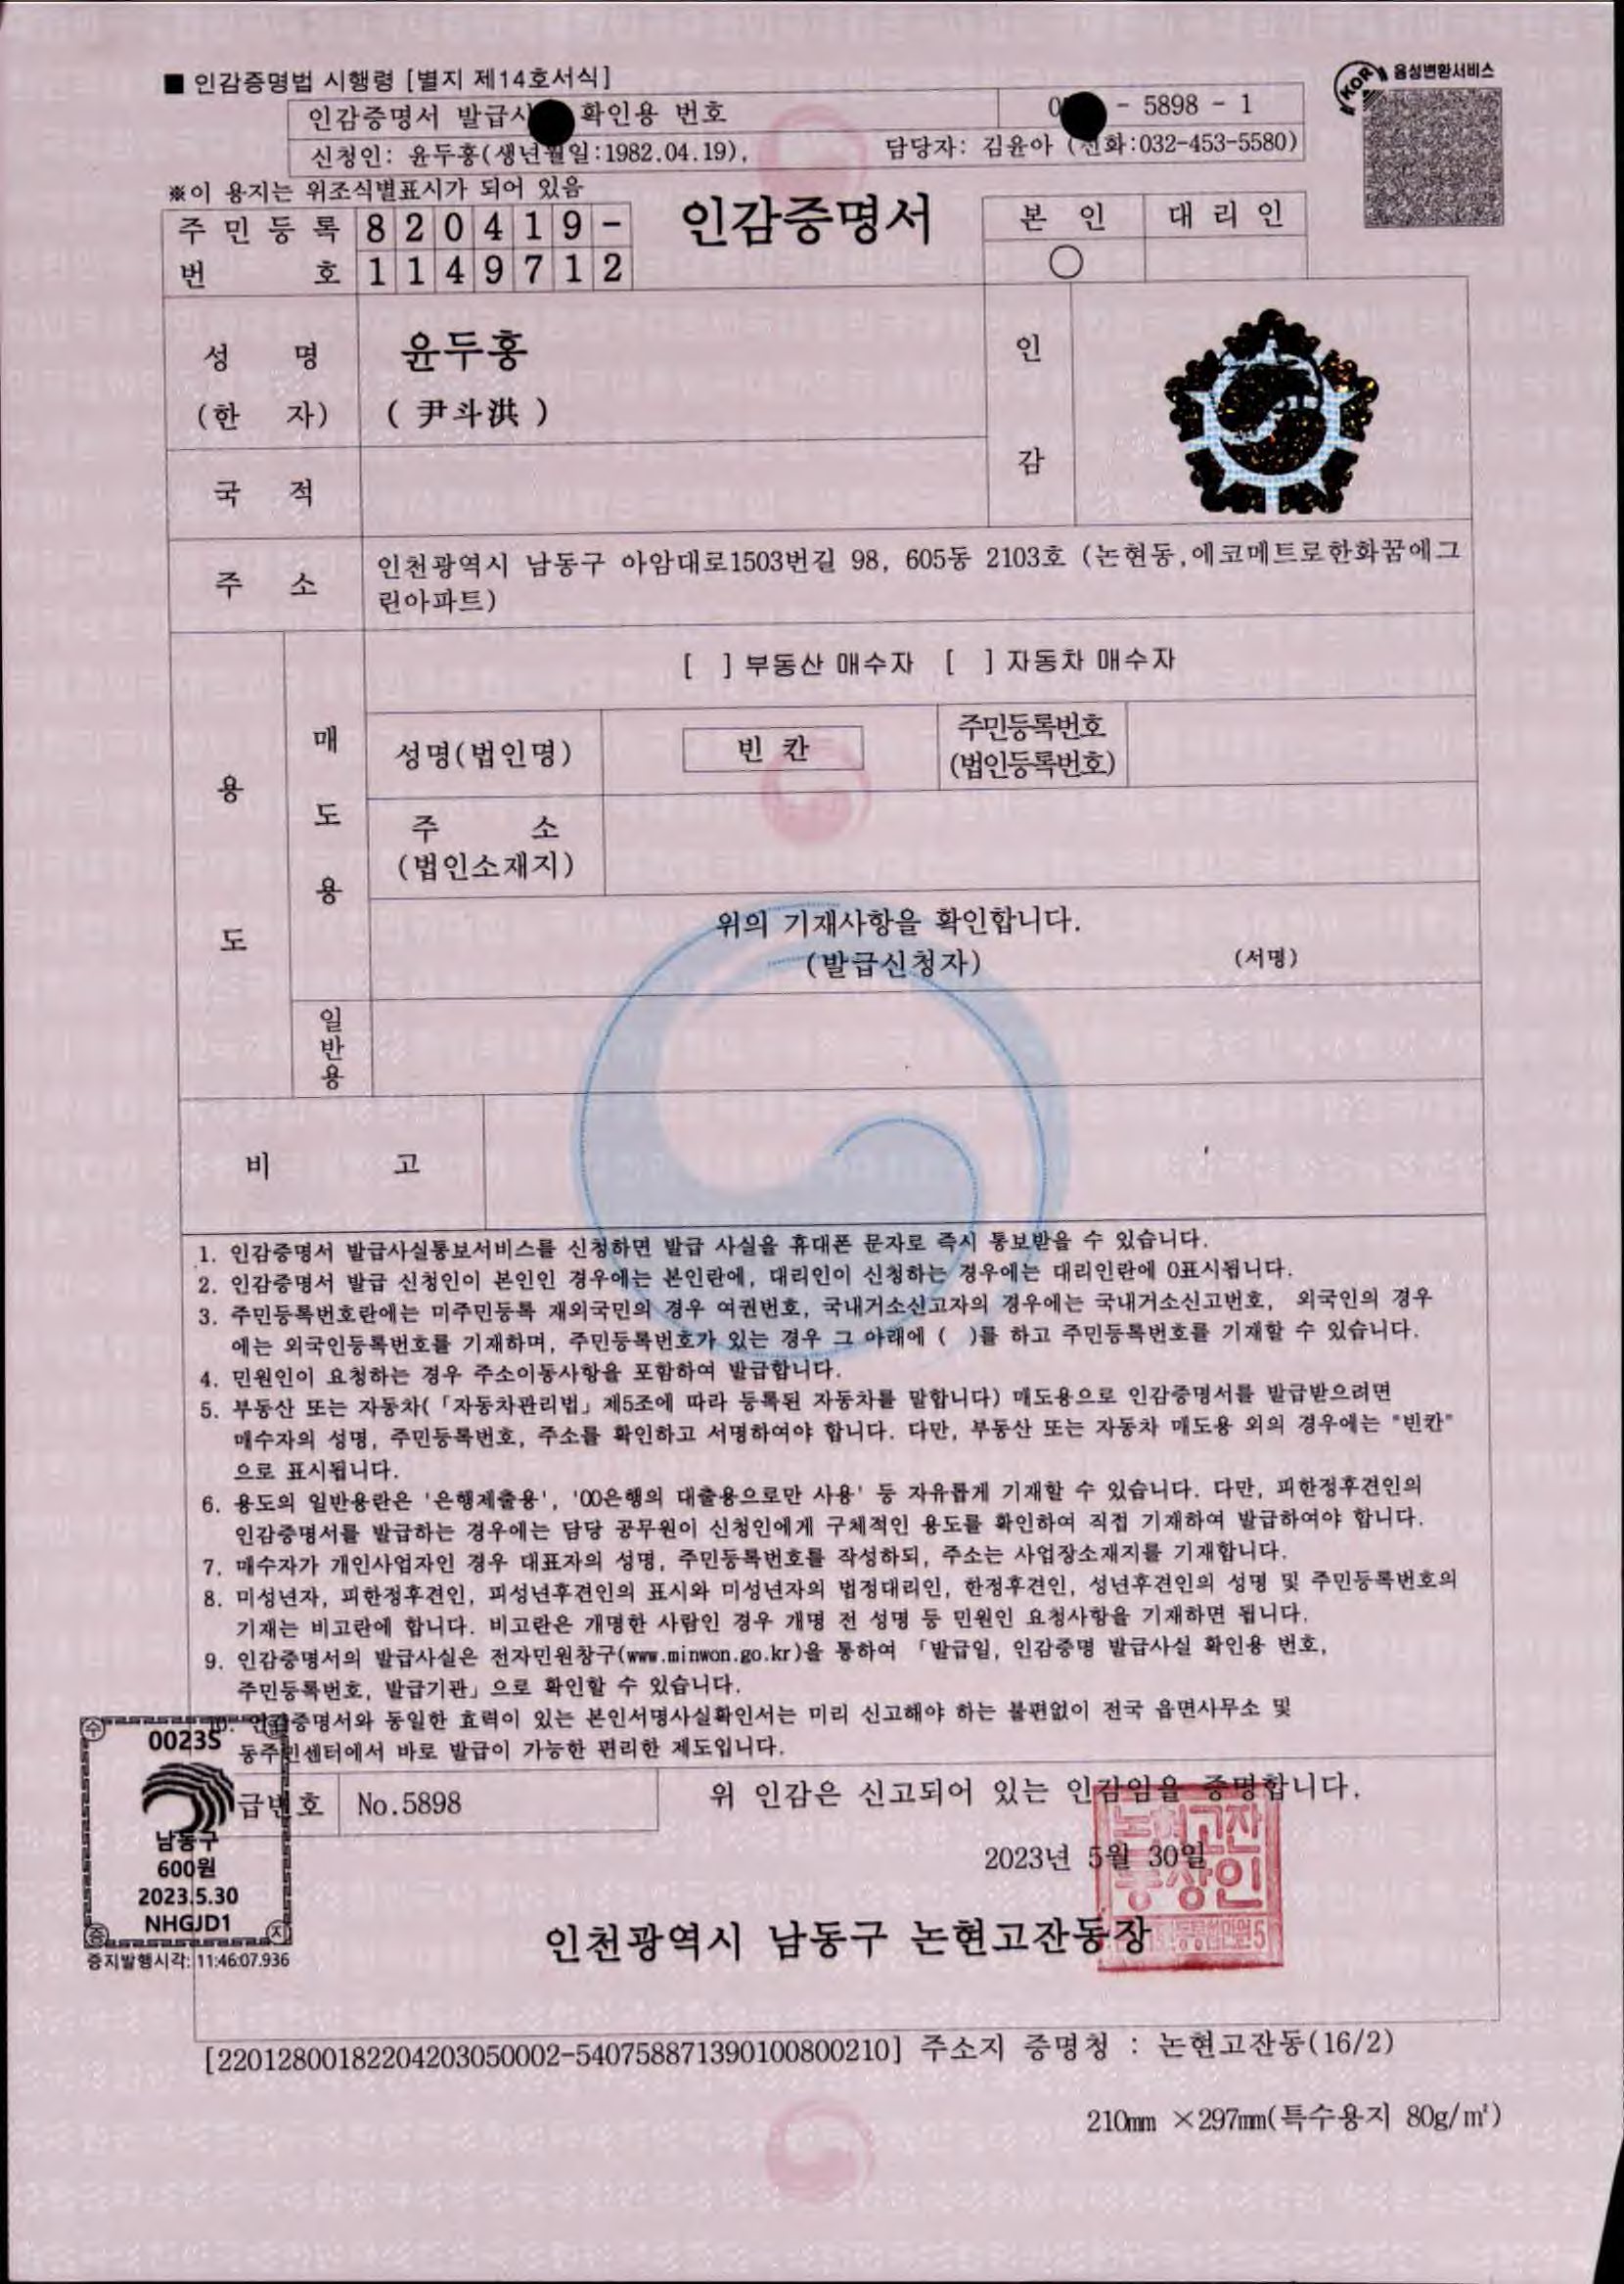 ■ 인감증명법 시행령 [별지 제14호서식]
음성변환서비스
KOR
인감증명서 발급사 확인용 번호 0 - 5898 - 1
신청인: 윤두홍(생년월일:1982.04.19), 담당자: 김윤아 (전화:032-453-5580)
※이 용지는 위조식별표시가 되어 있음
주민등록 820419-
번호 1149712
인감증명서
본 인 대 리 인
○
성 명 윤두홍
(한 자) ( 尹斗洪 )
인
감
국 적
주 소 인천광역시 남동구 아암대로1503번길 98, 605동 2103호 (논현동,에코메트로한화꿈에그
린아파트)
용
도
매
도
용
[ ] 부동산 매수자 [ ] 자동차 매수자
성명(법인명) 빈 칸 주민등록번호
(법인등록번호)
주 소
(법인소재지)
위의 기재사항을 확인합니다.
(발급신청자) (서명)
일
반
용
비 고
1. 인감증명서 발급사실통보서비스를 신청하면 발급 사실을 휴대폰 문자로 즉시 통보받을 수 있습니다.
2. 인감증명서 발급 신청인이 본인인 경우에는 본인란에, 대리인이 신청하는 경우에는 대리인란에 0표시됩니다.
3. 주민등록번호란에는 미주민등록 재외국민의 경우 여권번호, 국내거소신고자의 경우에는 국내거소신고번호, 외국인의 경우
에는 외국인등록번호를 기재하며, 주민등록번호가 있는 경우 그 아래에 ( )를 하고 주민등록번호를 기재할 수 있습니다.
4. 민원인이 요청하는 경우 주소이동사항을 포함하여 발급합니다.
5. 부동산 또는 자동차(「자동차관리법」제5조에 따라 등록된 자동차를 말합니다) 매도용으로 인감증명서를 발급받으려면
매수자의 성명, 주민등록번호, 주소를 확인하고 서명하여야 합니다. 다만, 부동산 또는 자동차 매도용 외의 경우에는 "빈칸"
으로 표시됩니다.
6. 용도의 일반용란은 '은행제출용', '00은행의 대출용으로만 사용' 등 자유롭게 기재할 수 있습니다. 다만, 피한정후견인의
인감증명서를 발급하는 경우에는 담당 공무원이 신청인에게 구체적인 용도를 확인하여 직접 기재하여 발급하여야 합니다.
7. 매수자가 개인사업자인 경우 대표자의 성명, 주민등록번호를 작성하되, 주소는 사업장소재지를 기재합니다.
8. 미성년자, 피한정후견인, 피성년후견인의 표시와 미성년자의 법정대리인, 한정후견인, 성년후견인의 성명 및 주민등록번호의
기재는 비고란에 합니다. 비고란은 개명한 사람인 경우 개명 전 성명 등 민원인 요청사항을 기재하면 됩니다.
9. 인감증명서의 발급사실은 전자민원창구(www.minwon.go.kr)을 통하여 「발급일, 인감증명 발급사실 확인용 번호,
주민등록번호, 발급기관」으로 확인할 수 있습니다.
인감증명서와 동일한 효력이 있는 본인서명사실확인서는 미리 신고해야 하는 불편없이 전국 읍면사무소 및
동주민센터에서 바로 발급이 가능한 편리한 제도입니다.
수
0023S
남동구
600원
2023.5.30
NHGJD1
증 지
증지발행시각: 11:46:07.936
급번호 No.5898
위 인감은 신고되어 있는 인감임을 증명합니다.
2023년 5월 30일
인천광역시 남동구 논현고잔동장
논현고잔
동장인
[22012800182204203050002-540758871390100800210] 주소지 증명청 : 논현고잔동(16/2)
210mm ×297mm(특수용지 80g/㎡)